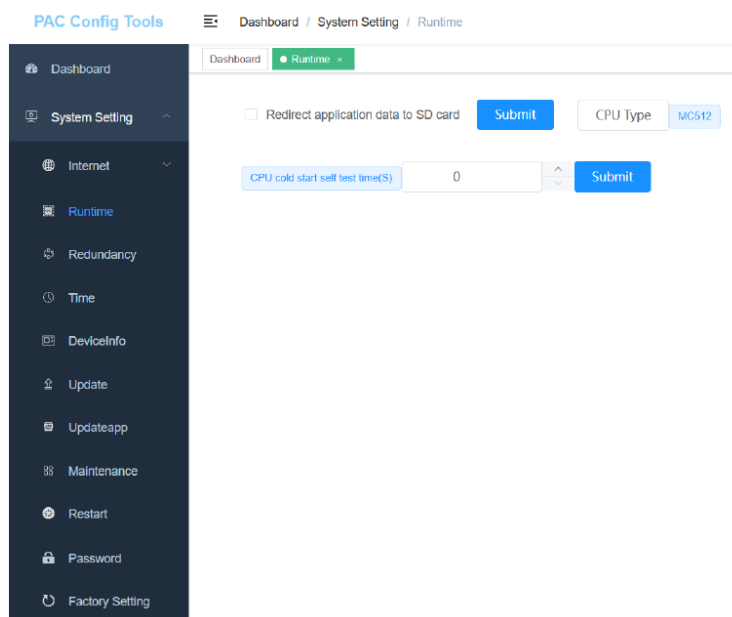 PAC Config Tools
Dashboard / System Setting / Runtime
Dashboard
Runtime ×
Dashboard
System Setting
Internet
Runtime
Redundancy
Time
DeviceInfo
Update
Updateapp
Maintenance
Restart
Password
Factory Setting
Redirect application data to SD card
Submit
CPU Type
MC512
CPU cold start self test time(S)
0
Submit